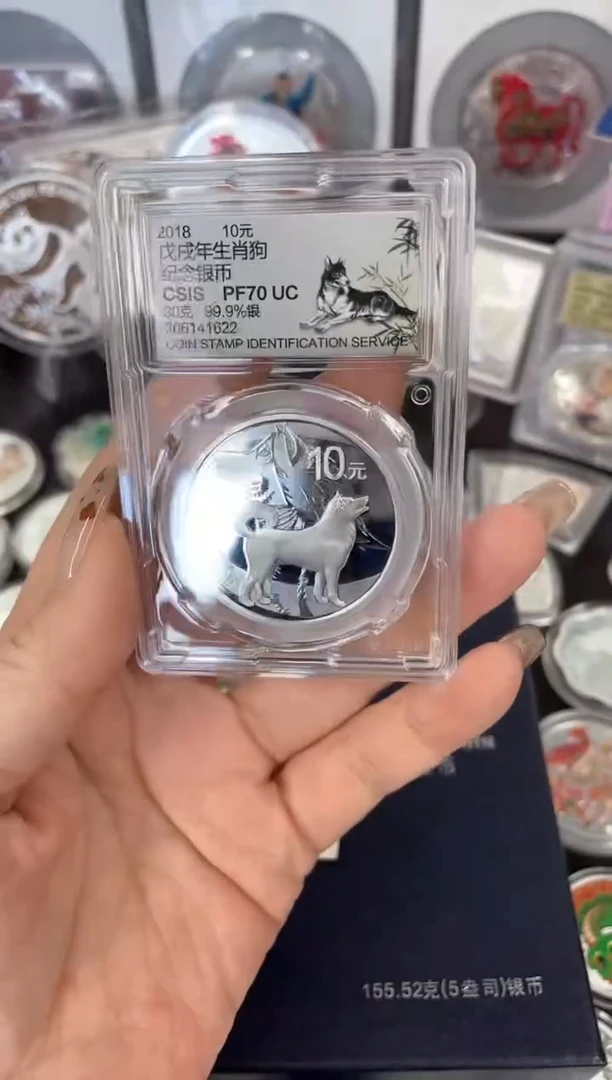 2018 10元
戊戌年生肖狗
纪念银币
CSIS PF70 UC
30克 99.9%银
206141622
COIN STAMP IDENTIFICATION SERVICE
10元
155.52克(5盎司)银币